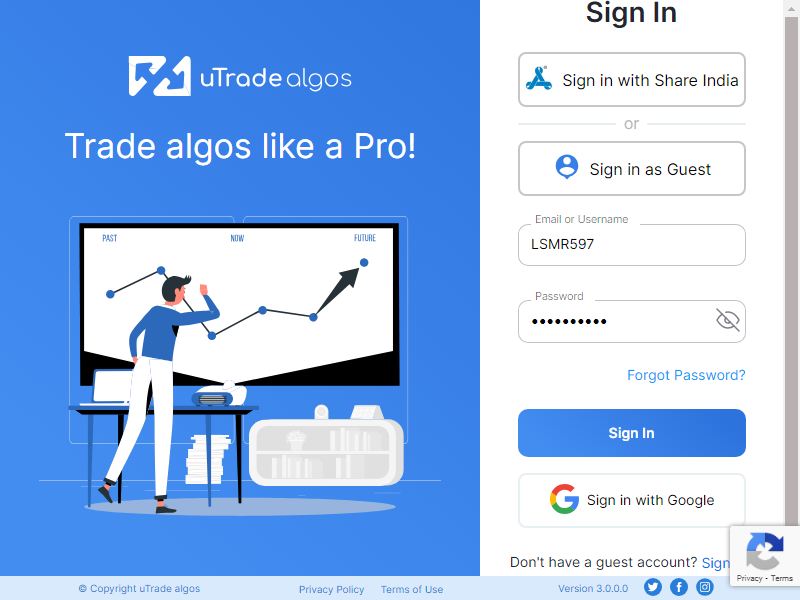 uTrade algos
Trade algos like a Pro!
PAST
NOW
FUTURE
Sign In
Sign in with Share India
or
Sign in as Guest
Email or Username
LSMR597
Password
••••••••••
Forgot Password?
Sign In
Sign in with Google
Don't have a guest account? Sign
Privacy - Terms
© Copyright uTrade algos
Privacy Policy
Terms of Use
Version 3.0.0.0